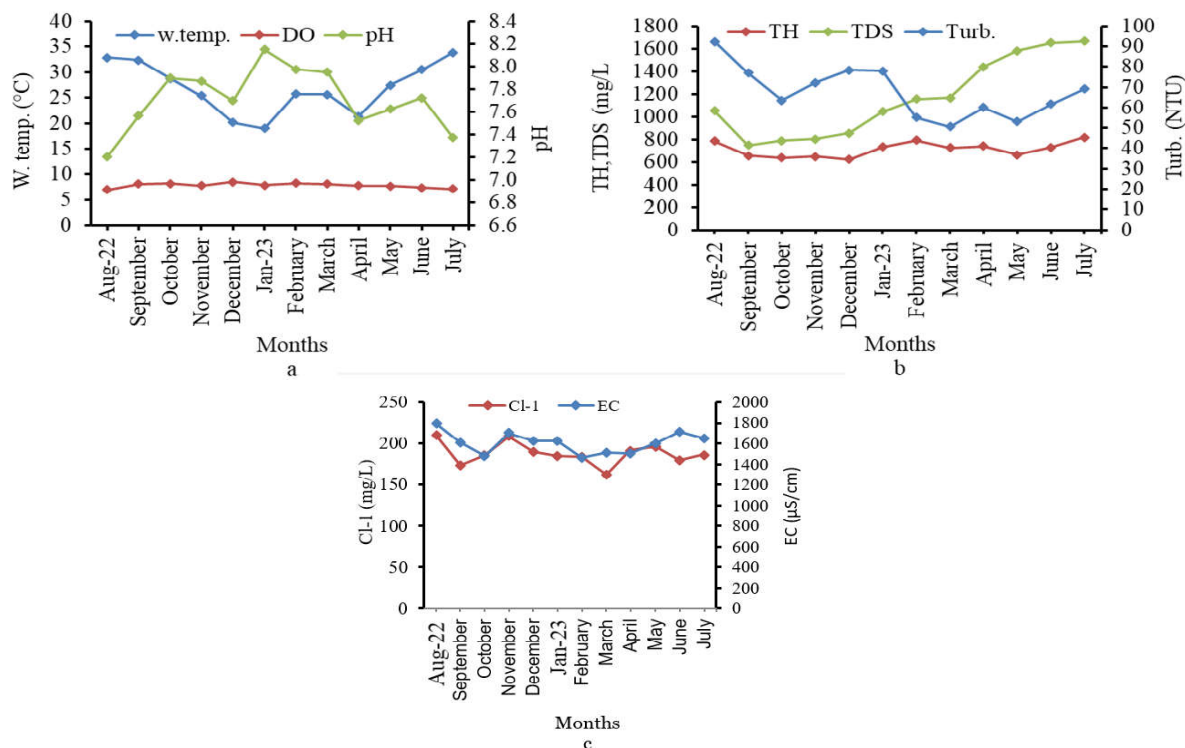 w.temp. DO pH
W. temp. (°C)
40
35
30
25
20
15
10
5
0
8.4
8.2
8.0
7.8
7.6
7.4
7.2
7.0
6.8
6.6
pH
Aug-22
September
October
November
December
Jan-23
February
March
April
May
June
July
Months
a
TH TDS Turb.
TH,TDS mg/L
1800
1600
1400
1200
1000
800
600
400
200
0
100
90
80
70
60
50
40
30
20
10
0
Turb. (NTU)
Aug-22
September
October
November
December
Jan-23
February
March
April
May
June
July
Months
b
Cl-1 EC
Cl-1 (mg/L)
250
200
150
100
50
0
2000
1800
1600
1400
1200
1000
800
600
400
200
0
EC (µS/cm)
Aug-22
September
October
November
December
Jan-23
February
March
April
May
June
July
Months
c